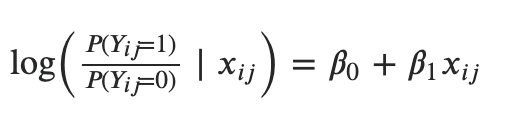 log( P(Yij=1) / P(Yij=0) | xij ) = β0 + β1xij